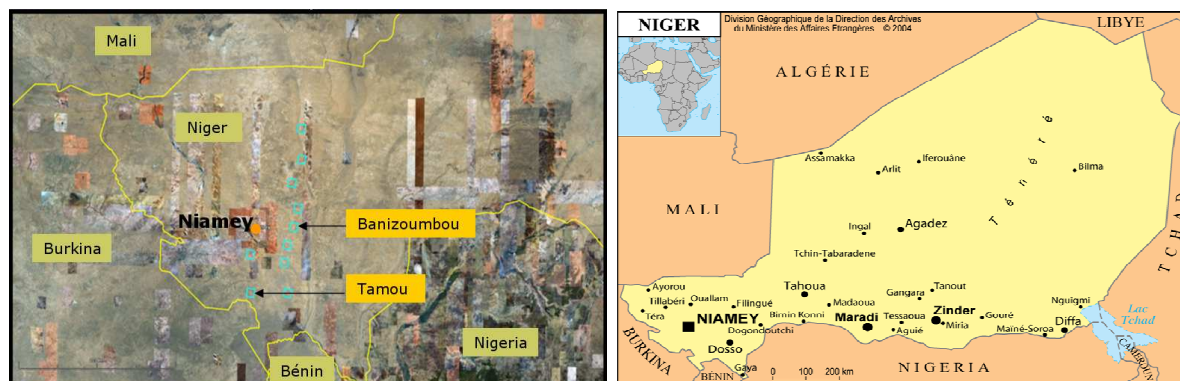 Mali
Niger
Niamey
Banizoumbou
Burkina
Tamou
Nigeria
Bénin
NIGER
Division Géographique de la Direction des Archives
du Ministère des Affaires Etrangères © 2004
LIBYE
ALGÉRIE
Assamakka
Iferouâne
Arlit
Bilma
Ténéré
MALI
Ingal
Agadez
TCHAD
Tchin-Tabaradene
Ayorou
Tahoua
Tanout
Gangara
Tillabéri
Ouallam
Filingué
Madaoua
Nquigmi
Téra
NIAMEY
Birnin Konni
Maradi
Tessaoua
Zinder
Gouré
Lac
Tchad
Dogondoutchi
Aguié
Miria
Maïné-Soroa
Diffa
BURKINA
Dosso
NIGERIA
CAMEROUN
Gaya
BÉNIN
0 100 200 km